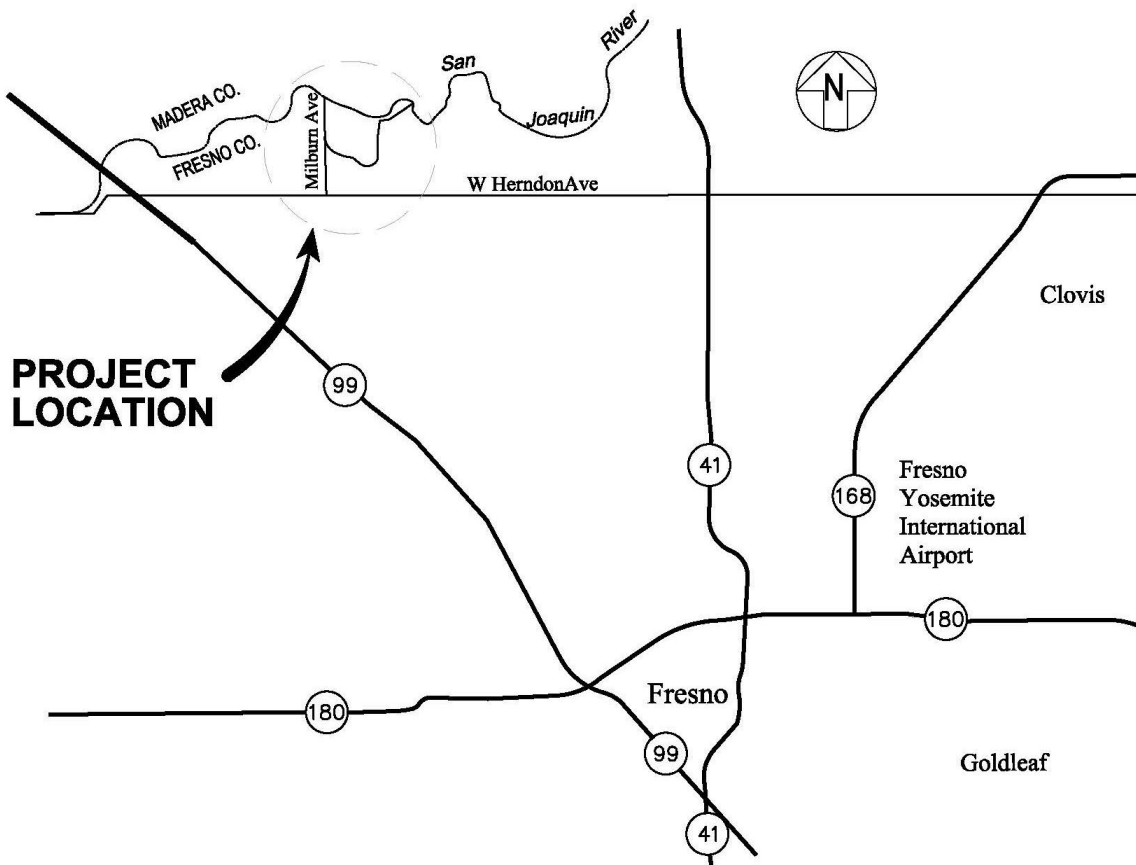 River
San
Joaquin
N
MADERA CO.
FRESNO CO.
Milburn Ave
W HerndonAve
Clovis
PROJECT
LOCATION
99
41
168
Fresno
Yosemite
International
Airport
180
Fresno
180
99
Goldleaf
41